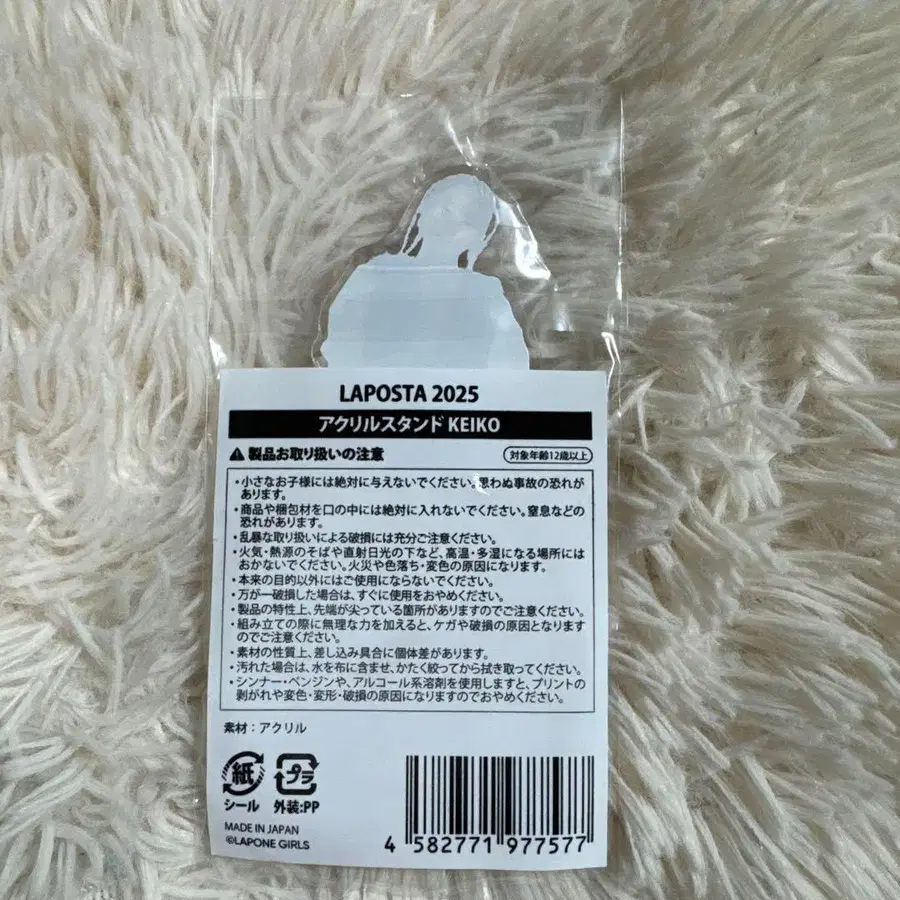 LAPOSTA 2025
アクリルスタンド KEIKO
⚠ 製品お取り扱いの注意
対象年齢12歳以上
・小さなお子様には絶対に与えないでください。思わぬ事故の恐れが
あります。
・商品や梱包材を口の中には絶対に入れないでください。窒息などの
恐れがあります。
・乱暴な取り扱いによる破損には充分ご注意ください。
・火気・熱源のそばや直射日光の下など、高温・多湿になる場所には
おかないでください。火災や色落ち・変色の原因になります。
・本来の目的以外にはご使用にならないでください。
・万が一破損した場合は、すぐに使用をおやめください。
・製品の特性上、先端が尖っている箇所がありますのでご注意ください。
・組み立ての際に無理な力を加えると、ケガや破損の原因となります
のでご注意ください。
・素材の性質上、差し込み具合に個体差があります。
・汚れた場合は、水を布に含ませ、かたく絞ってから拭き取ってください。
・シンナー・ベンジンや、アルコール系溶剤を使用しますと、プリントの
剥がれや変色・変形・破損の原因になりますのでおやめください。
素材：アクリル
紙 プラ
シール 外装:PP
MADE IN JAPAN
©LAPONE GIRLS
4 582771 977577